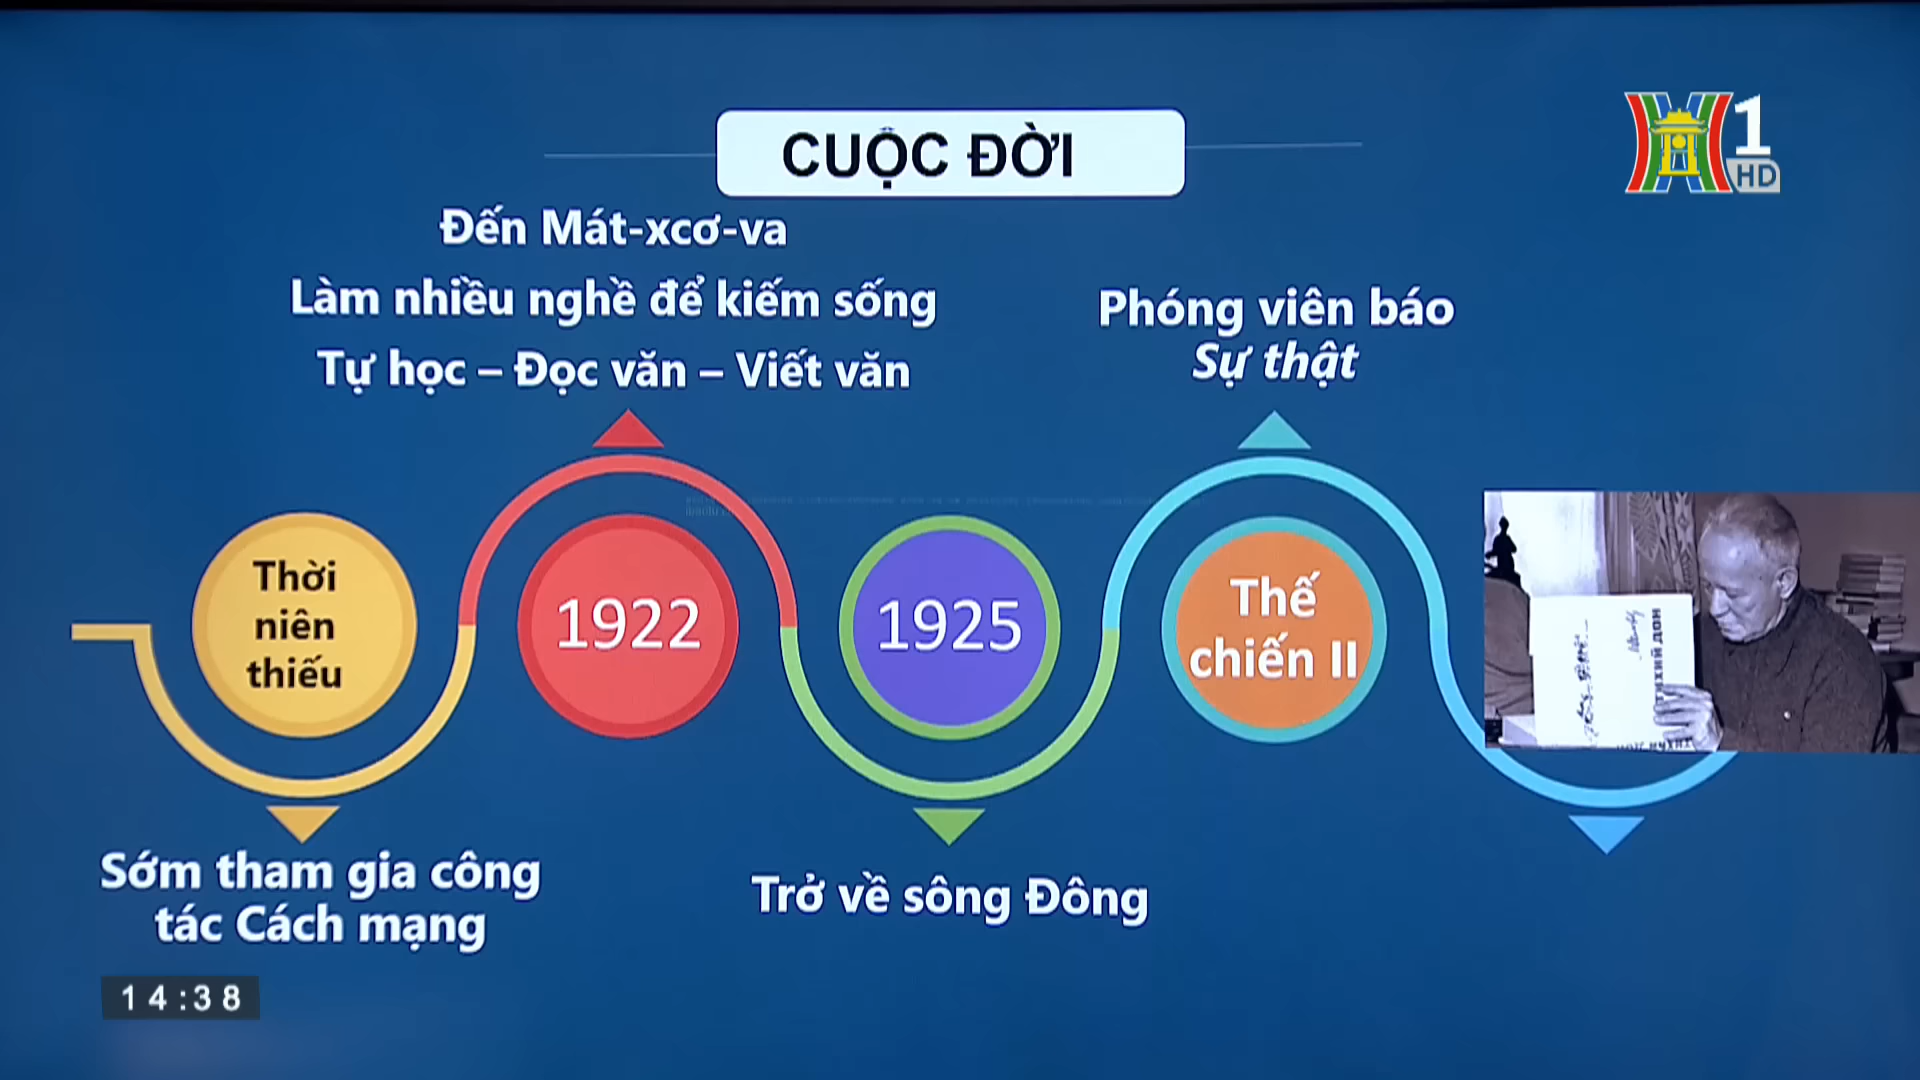 CUỘC ĐỜI
1
HD
Đến Mát-xcơ-va
Làm nhiều nghề để kiếm sống
Tự học – Đọc văn – Viết văn
Phóng viên báo
Sự thật
Thời
niên
thiếu
1922
1925
Thế
chiến II
ТИХИЙ ДОН
Sớm tham gia công
tác Cách mạng
Trở về sông Đông
14:38